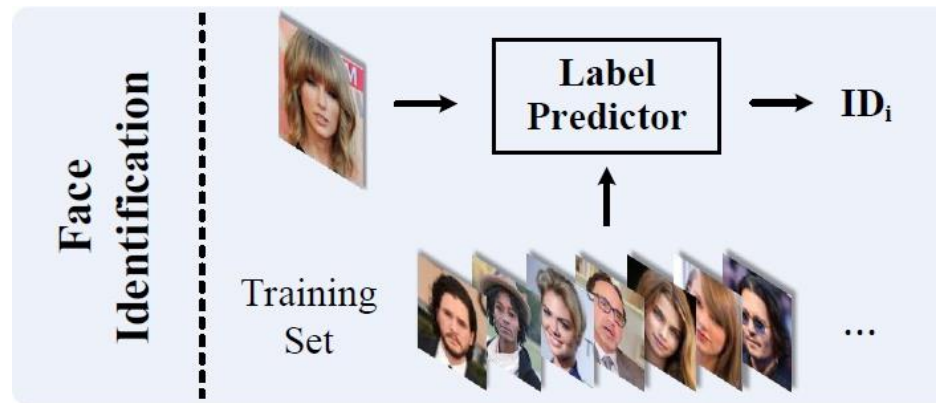 Face
Identification
Label
Predictor
IDi
Training
Set
...
M